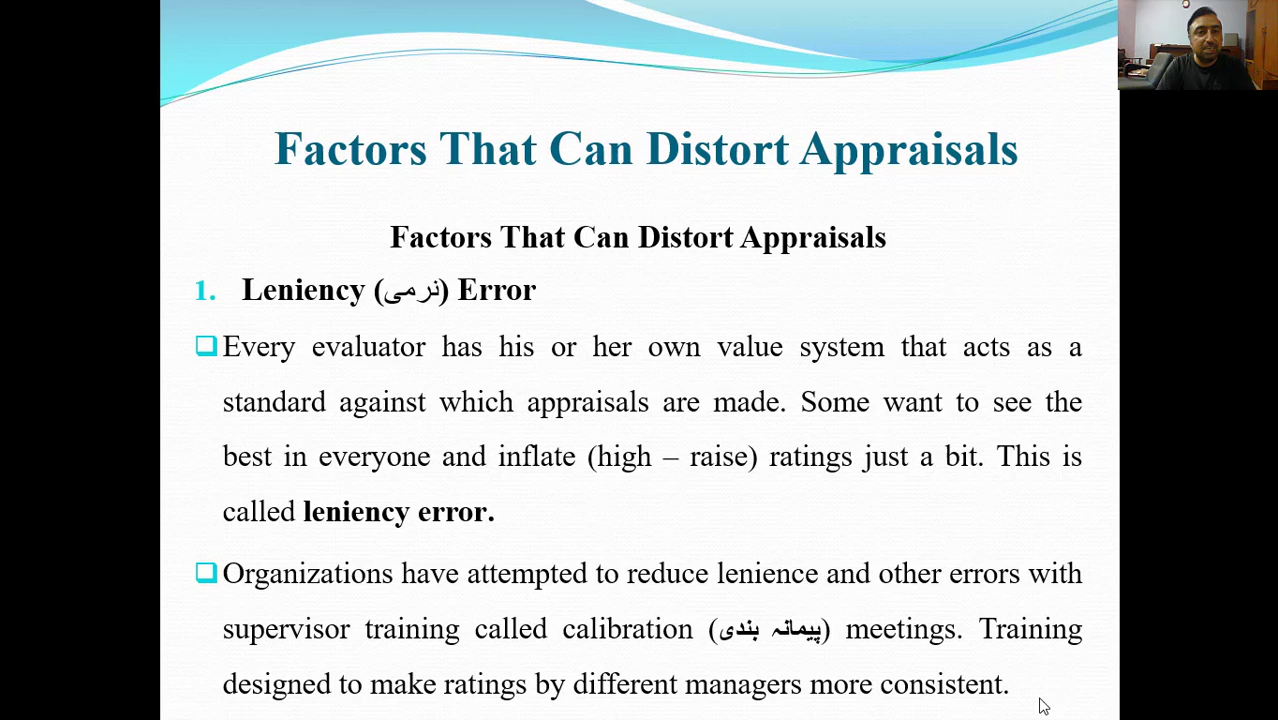 Factors That Can Distort Appraisals
Factors That Can Distort Appraisals
1. Leniency (نرمی) Error
Every evaluator has his or her own value system that acts as a
standard against which appraisals are made. Some want to see the
best in everyone and inflate (high – raise) ratings just a bit. This is
called leniency error.
Organizations have attempted to reduce lenience and other errors with
supervisor training called calibration (پیمانہ بندی) meetings. Training
designed to make ratings by different managers more consistent.